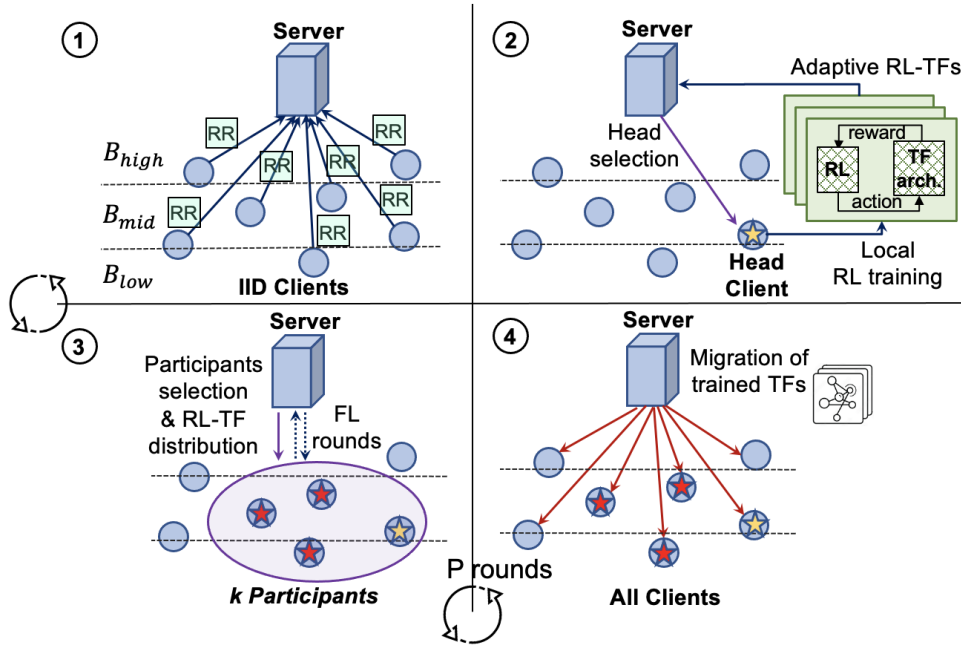 1
Server
RR
RR
RR
RR
RR
RR
RR
B_high
B_mid
B_low
IID Clients
2
Server
Adaptive RL-TFs
Head
selection
reward
RL
TF
arch.
action
Head
Client
Local
RL training
3
Server
Participants
selection
& RL-TF
distribution
FL
rounds
k Participants
4
Server
Migration of
trained TFs
All Clients
P rounds